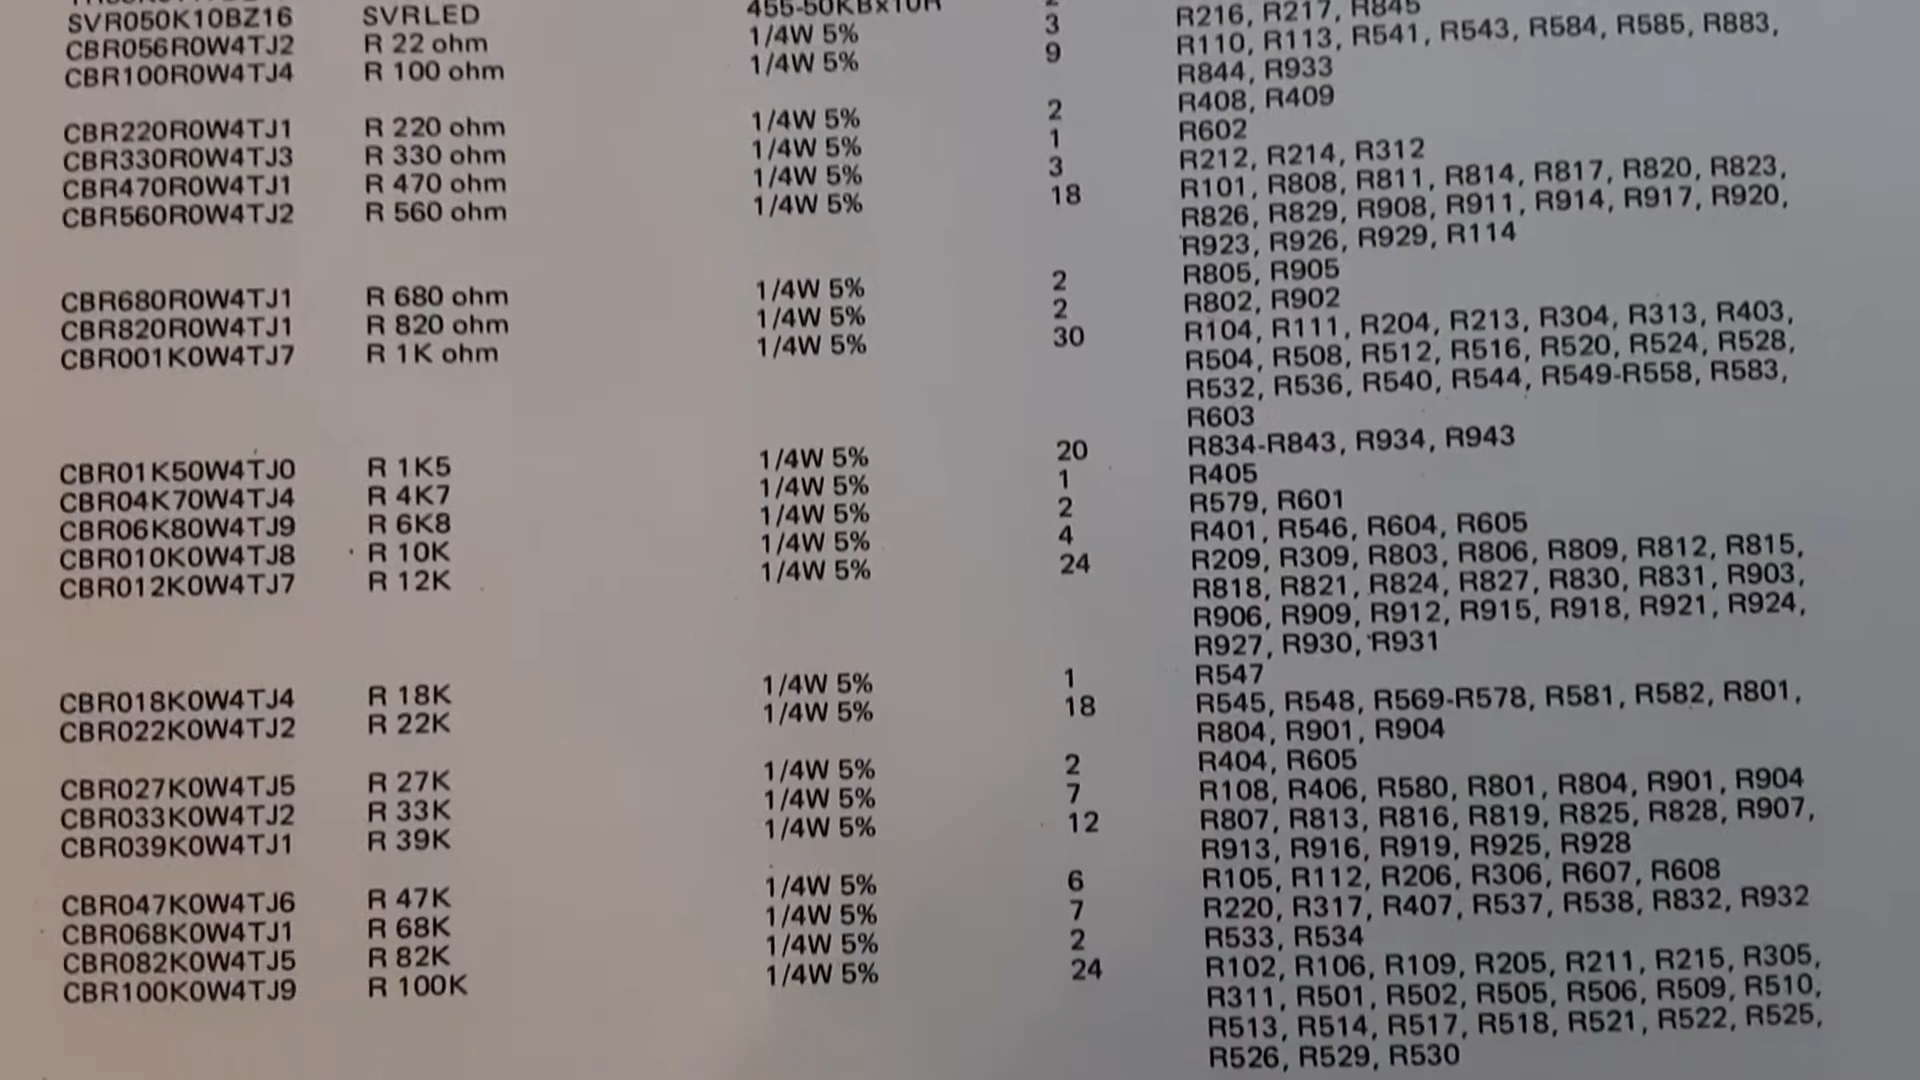 SVR050K10BZ16 SVRLED 455-50KBx10R R216, R217, R845
CBR056R0W4TJ2 R 22 ohm 1/4W 5% 3 R110, R113, R541, R543, R584, R585, R883,
CBR100R0W4TJ4 R 100 ohm 1/4W 5% 9 R844, R933
R408, R409
CBR220R0W4TJ1 R 220 ohm 1/4W 5% 2 R602
CBR330R0W4TJ3 R 330 ohm 1/4W 5% 1 R212, R214, R312
CBR470R0W4TJ1 R 470 ohm 1/4W 5% 3 R101, R808, R811, R814, R817, R820, R823,
CBR560R0W4TJ2 R 560 ohm 1/4W 5% 18 R826, R829, R908, R911, R914, R917, R920,
R923, R926, R929, R114
R805, R905
CBR680R0W4TJ1 R 680 ohm 1/4W 5% 2 R802, R902
CBR820R0W4TJ1 R 820 ohm 1/4W 5% 2 R104, R111, R204, R213, R304, R313, R403,
CBR001K0W4TJ7 R 1K ohm 1/4W 5% 30 R504, R508, R512, R516, R520, R524, R528,
R532, R536, R540, R544, R549-R558, R583,
R603
CBR01K50W4TJ0 R 1K5 1/4W 5% 20 R834-R843, R934, R943
CBR04K70W4TJ4 R 4K7 1/4W 5% 1 R405
CBR06K80W4TJ9 R 6K8 1/4W 5% 2 R579, R601
CBR010K0W4TJ8 R 10K 1/4W 5% 4 R401, R546, R604, R605
CBR012K0W4TJ7 R 12K 1/4W 5% 24 R209, R309, R803, R806, R809, R812, R815,
R818, R821, R824, R827, R830, R831, R903,
R906, R909, R912, R915, R918, R921, R924,
R927, R930, R931
CBR018K0W4TJ4 R 18K 1/4W 5% 1 R547
CBR022K0W4TJ2 R 22K 1/4W 5% 18 R545, R548, R569-R578, R581, R582, R801,
R804, R901, R904
CBR027K0W4TJ5 R 27K 1/4W 5% 2 R404, R605
CBR033K0W4TJ2 R 33K 1/4W 5% 7 R108, R406, R580, R801, R804, R901, R904
CBR039K0W4TJ1 R 39K 1/4W 5% 12 R807, R813, R816, R819, R825, R828, R907,
R913, R916, R919, R925, R928
CBR047K0W4TJ6 R 47K 1/4W 5% 6 R105, R112, R206, R306, R607, R608
CBR068K0W4TJ1 R 68K 1/4W 5% 7 R220, R317, R407, R537, R538, R832, R932
CBR082K0W4TJ5 R 82K 1/4W 5% 2 R533, R534
CBR100K0W4TJ9 R 100K 1/4W 5% 24 R102, R106, R109, R205, R211, R215, R305,
R311, R501, R502, R505, R506, R509, R510,
R513, R514, R517, R518, R521, R522, R525,
R526, R529, R530